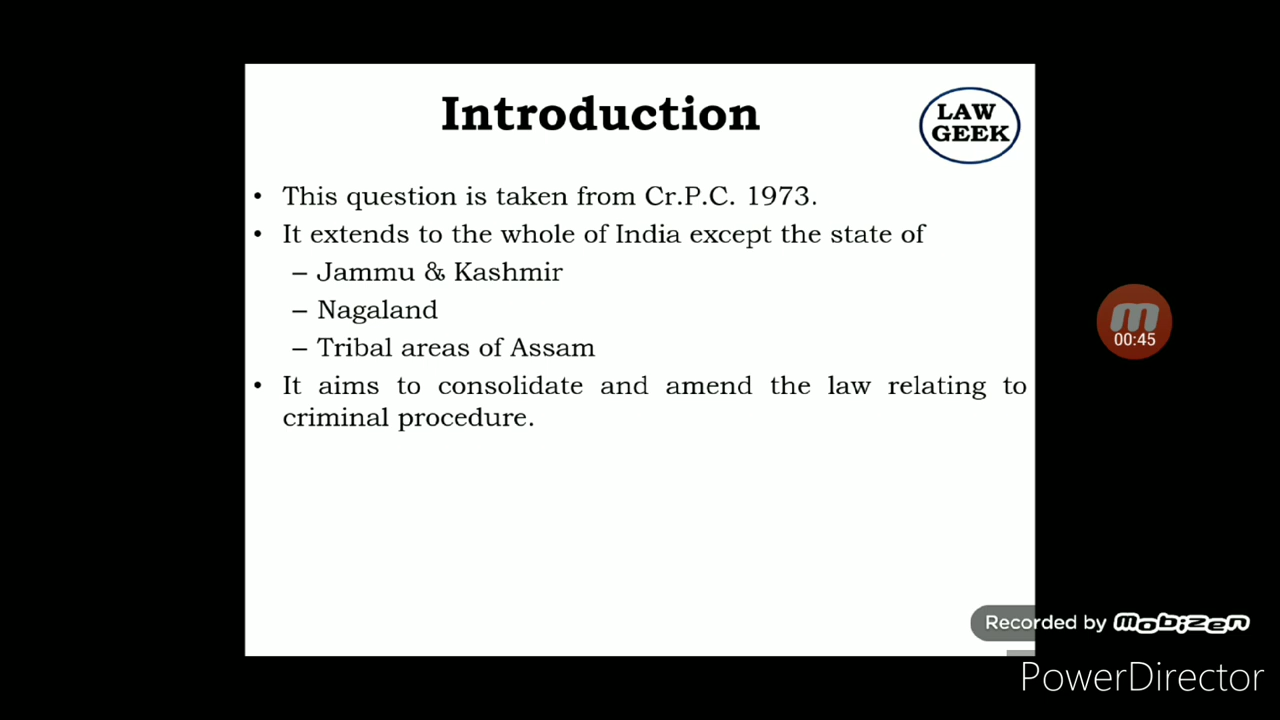 Introduction
LAW
GEEK
• This question is taken from Cr.P.C. 1973.
• It extends to the whole of India except the state of
– Jammu & Kashmir
– Nagaland
– Tribal areas of Assam
• It aims to consolidate and amend the law relating to
criminal procedure.
00:45
Recorded by mobizen
PowerDirector